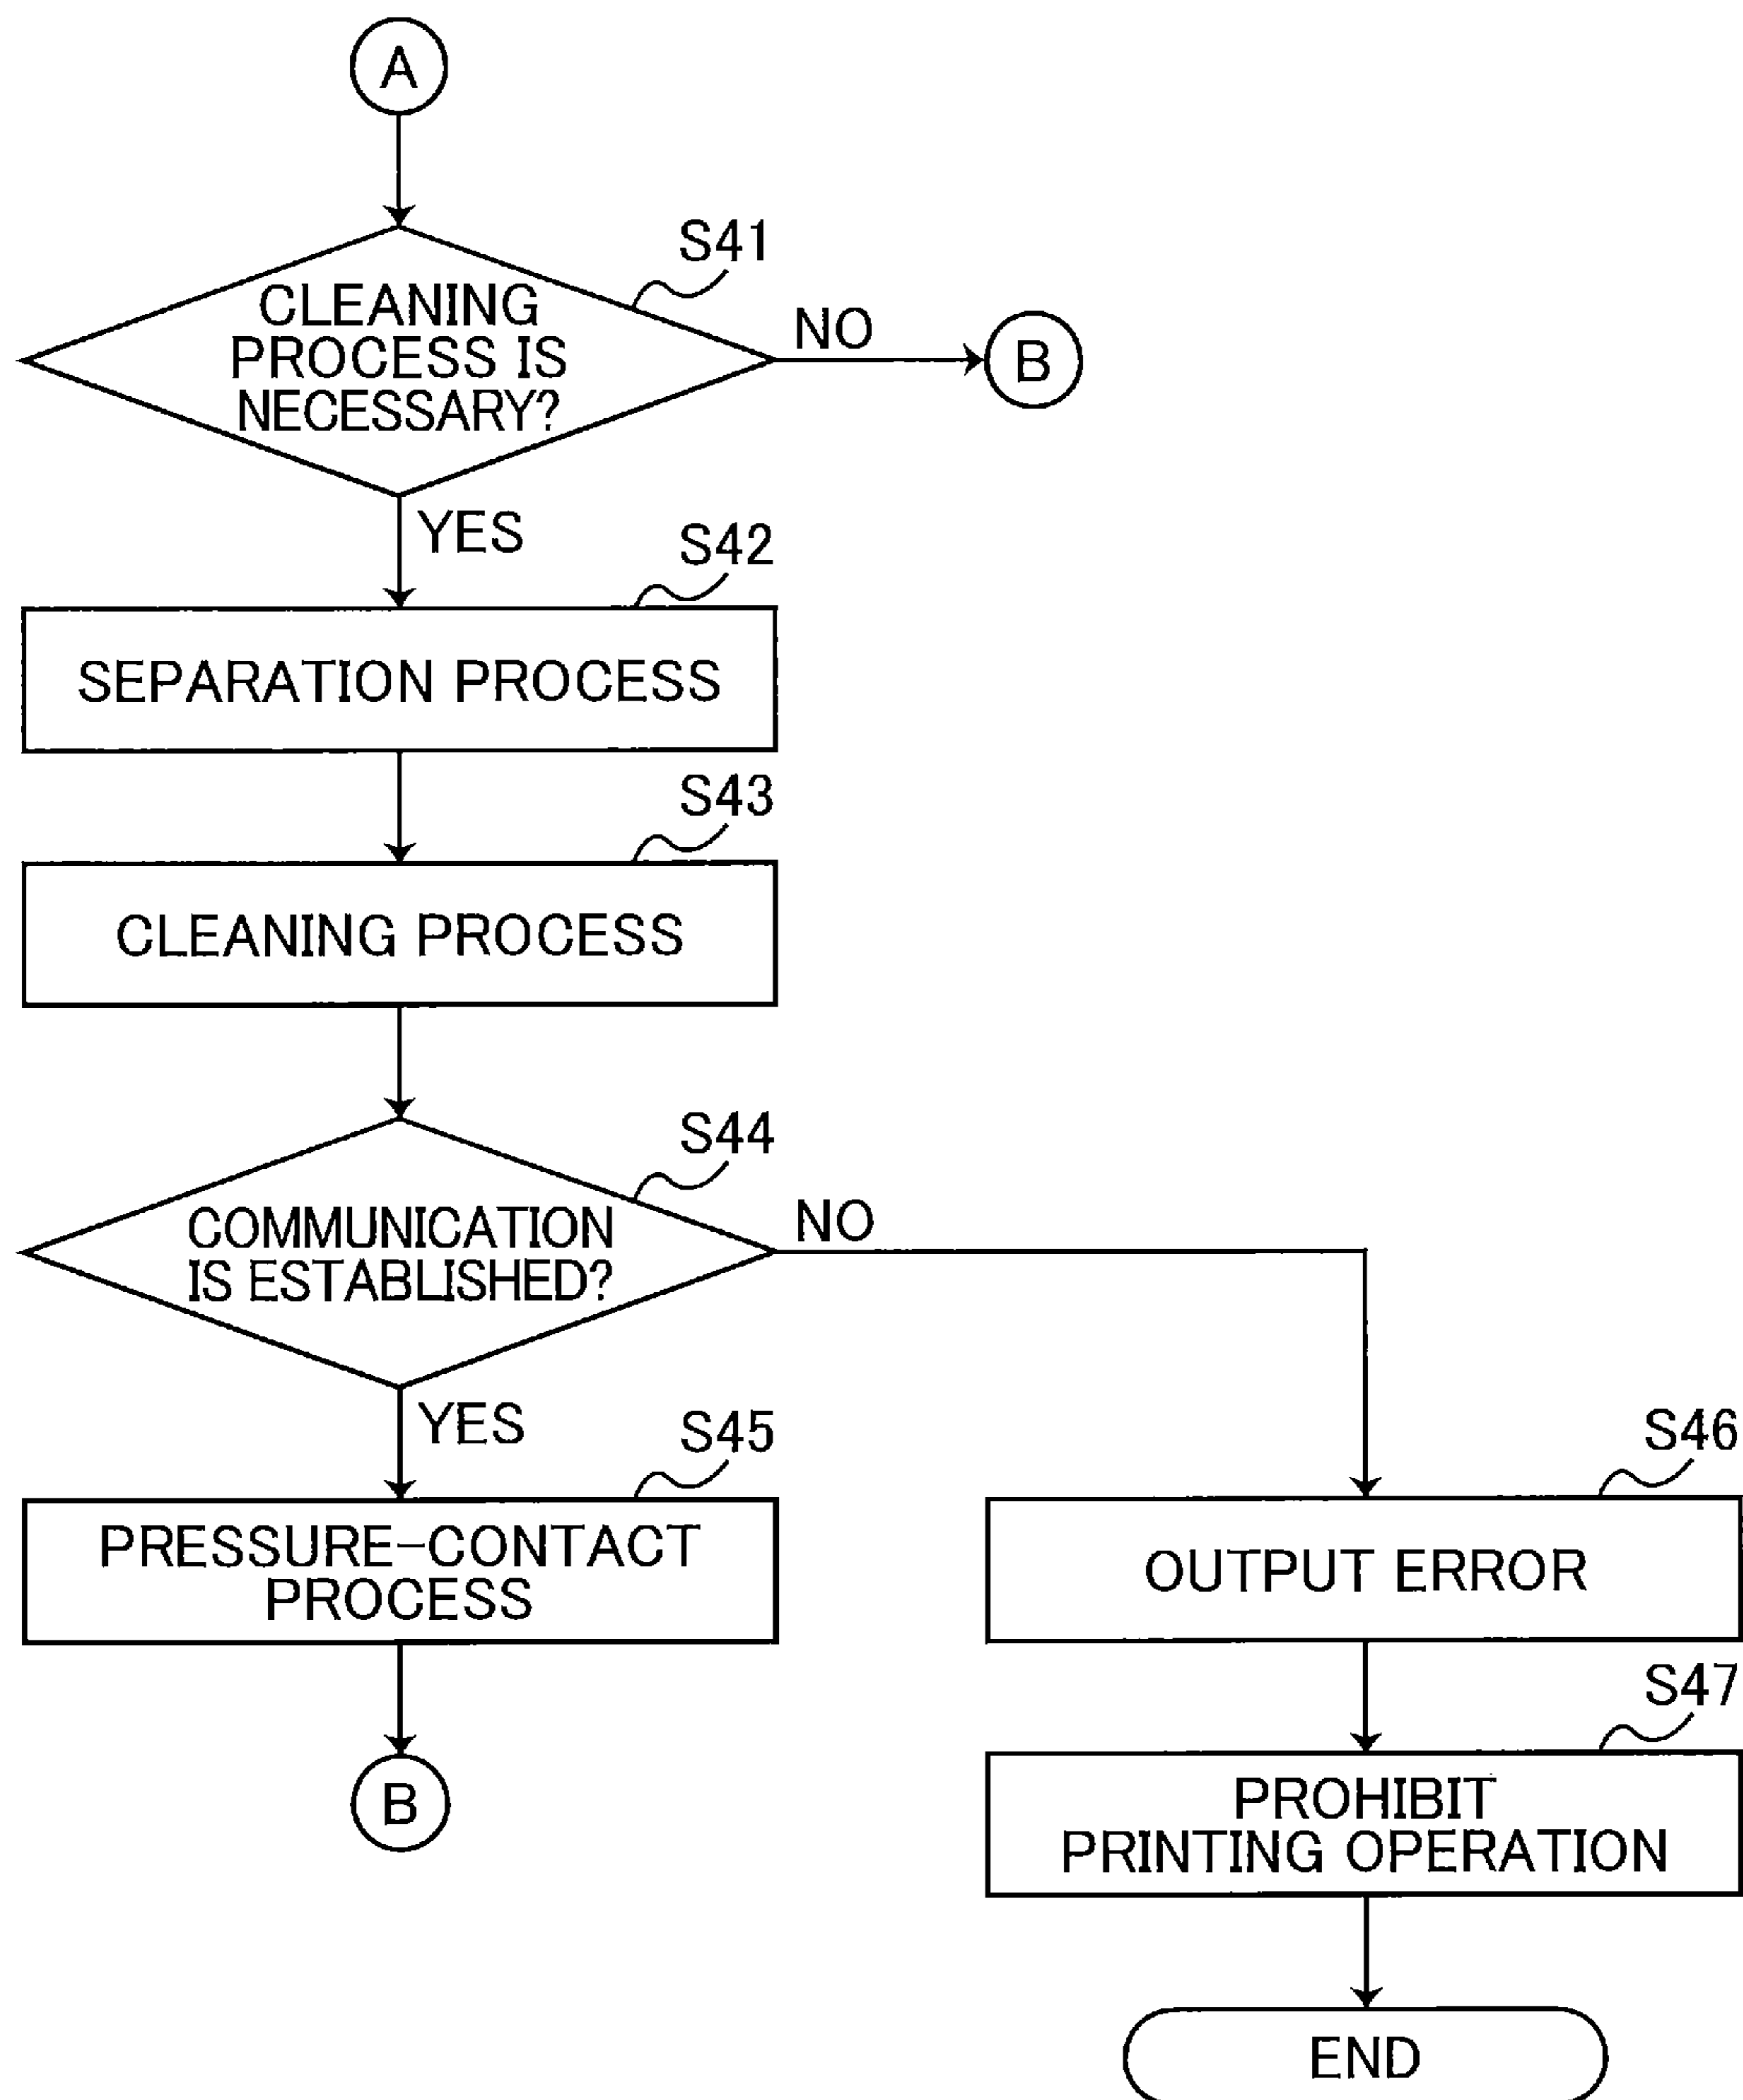 A
S41
CLEANING
PROCESS IS
NECESSARY?
NO
B
YES
S42
SEPARATION PROCESS
S43
CLEANING PROCESS
S44
COMMUNICATION
IS ESTABLISHED?
NO
YES
S45
PRESSURE-CONTACT
PROCESS
B
S46
OUTPUT ERROR
S47
PROHIBIT
PRINTING OPERATION
END